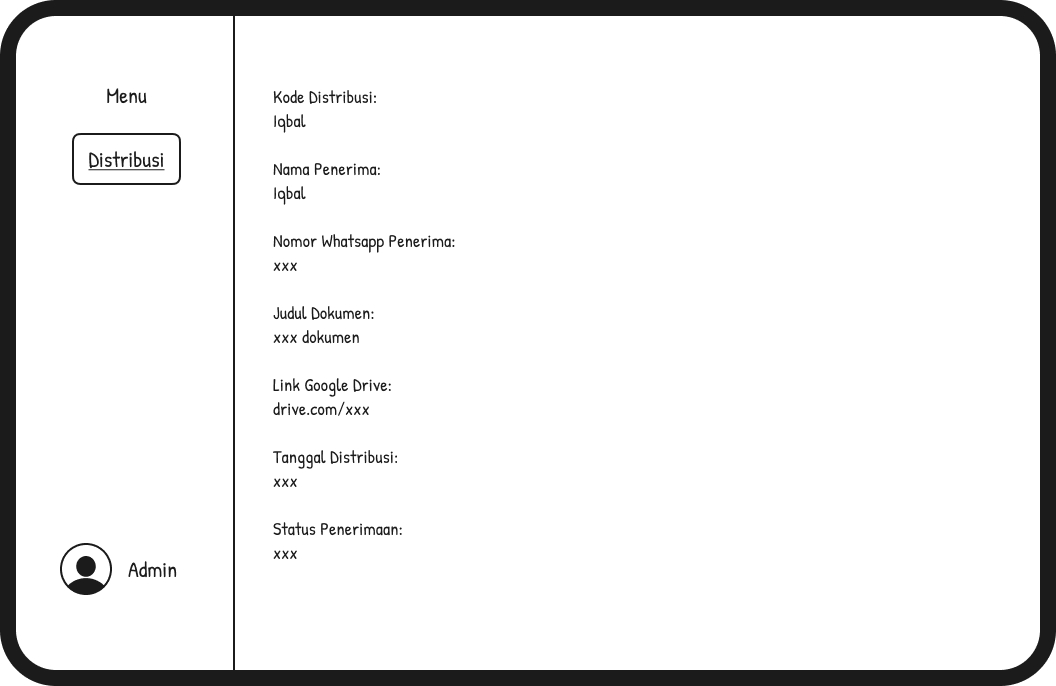 Menu
Distribusi
Admin
Kode Distribusi:
Iqbal
Nama Penerima:
Iqbal
Nomor Whatsapp Penerima:
xxx
Judul Dokumen:
xxx dokumen
Link Google Drive:
drive.com/xxx
Tanggal Distribusi:
xxx
Status Penerimaan:
xxx